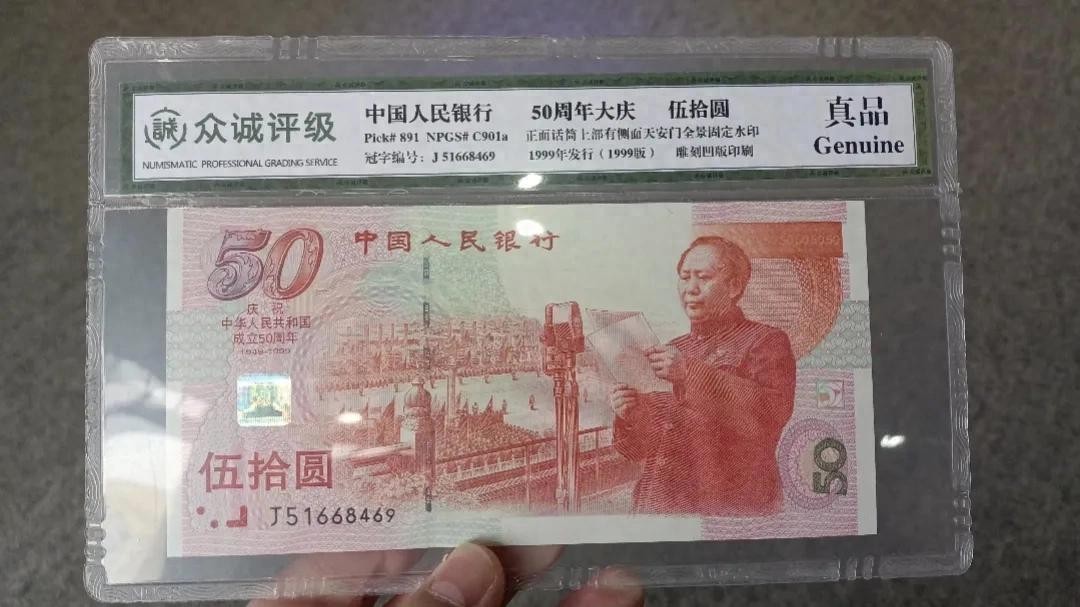 众诚评级
NUMISMATIC PROFESSIONAL GRADING SERVICE
中国人民银行 50周年大庆 伍拾圆
Pick# 891 NPGS# C901a 正面话筒上部有侧面天安门全景固定水印
冠字编号：J 51668469 1999年发行（1999版） 雕刻凹版印刷
真品
Genuine
50
中国人民银行
庆祝
中华人民共和国
成立50周年
1949-1999
伍拾圆
J51668469
50